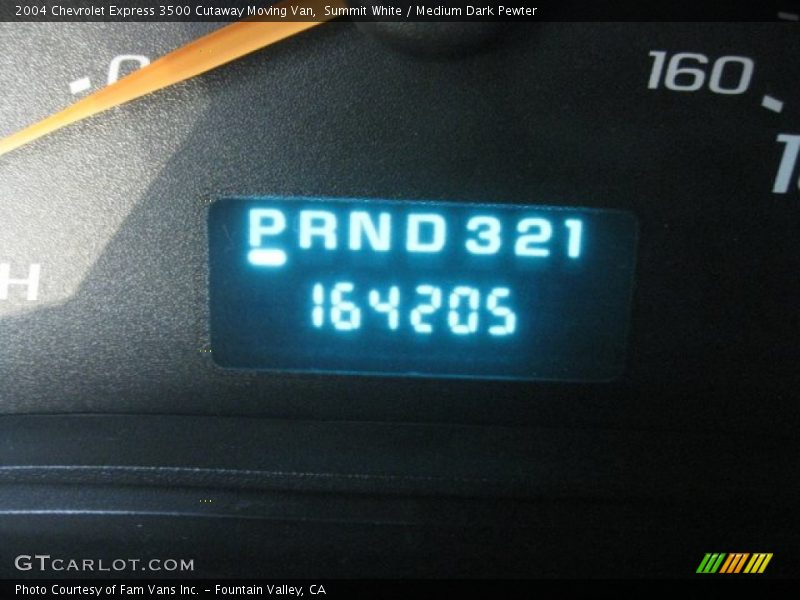 2004 Chevrolet Express 3500 Cutaway Moving Van,  Summit White / Medium Dark Pewter
0
160
H
PRND321
164205
GTCARLOT.COM
Photo Courtesy of Fam Vans Inc. - Fountain Valley, CA